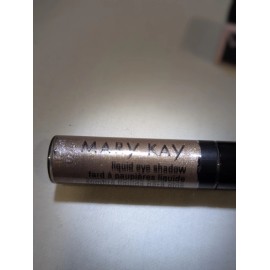 MARY KAY
liquid eye shadow
fard à paupières liquide